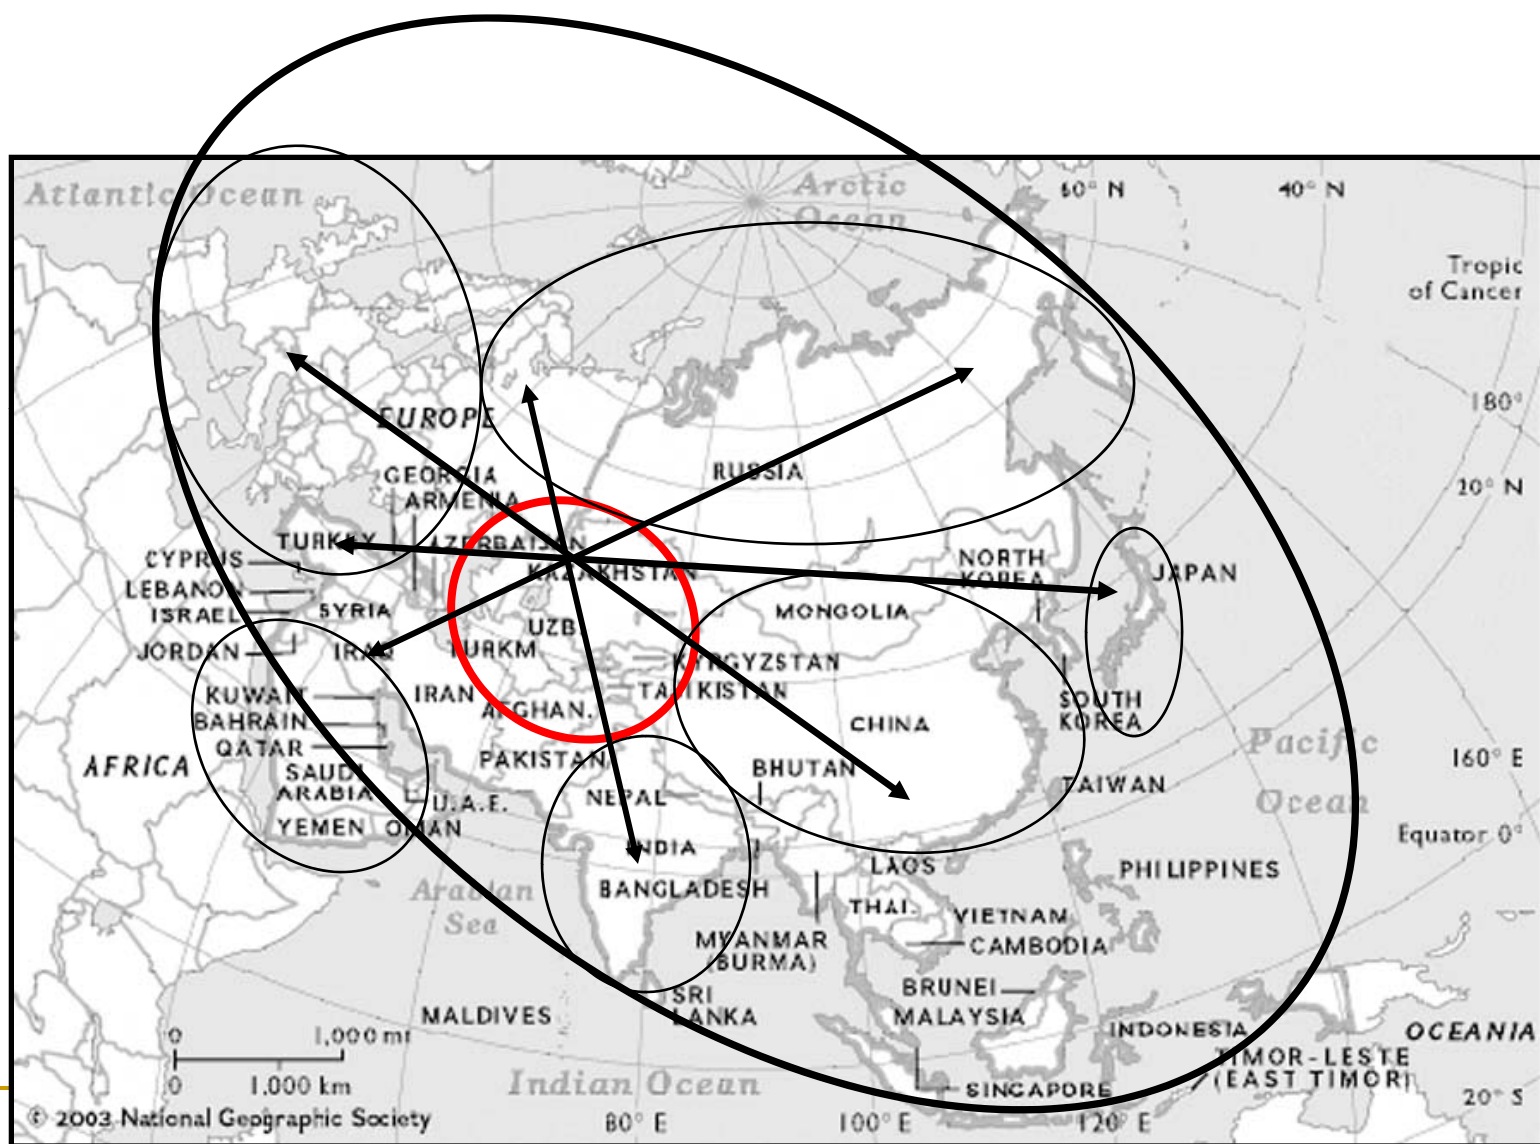 Atlantic Ocean
Arctic
Ocean
60° N
40° N
Tropic
of Cancer
180°
20° N
EUROPE
GEORGIA
ARMENIA
RUSSIA
TURKEY
AZERBAIJAN
CYPRUS
KAZAKHSTAN
NORTH
KOREA
JAPAN
LEBANON
ISRAEL
SYRIA
MONGOLIA
UZB.
JORDAN
IRAQ
TURKM.
KYRGYZSTAN
TAJIKISTAN
KUWAIT
IRAN
AFGHAN.
CHINA
SOUTH
KOREA
BAHRAIN
QATAR
PAKISTAN
AFRICA
SAUDI
ARABIA
BHUTAN
TAIWAN
Pacific
Ocean
160° E
U.A.E.
NEPAL
YEMEN
OMAN
INDIA
Equator 0°
LAOS
PHILIPPINES
Arabian
Sea
BANGLADESH
THAI.
VIETNAM
CAMBODIA
MYANMAR
(BURMA)
BRUNEI
MALAYSIA
SRI
LANKA
MALDIVES
INDONESIA
OCEANIA
0
1,000 mi
TIMOR-LESTE
(EAST TIMOR)
0
1,000 km
Indian Ocean
SINGAPORE
20° S
© 2003 National Geographic Society
80° E
100° E
120° E